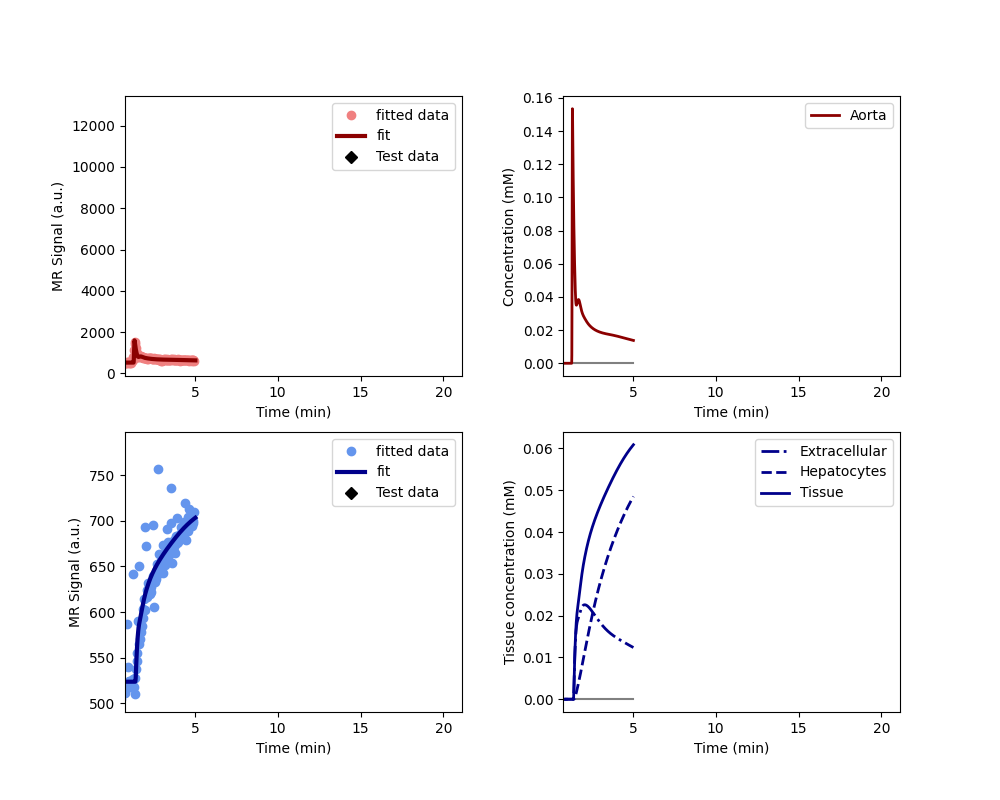 12000
10000
8000
6000
4000
2000
0
MR Signal (a.u.)
fitted data
fit
Test data
5
10
15
20
Time (min)
0.16
0.14
0.12
0.10
0.08
0.06
0.04
0.02
0.00
Concentration (mM)
Aorta
5
10
15
20
Time (min)
750
700
650
600
550
500
MR Signal (a.u.)
fitted data
fit
Test data
5
10
15
20
Time (min)
0.06
0.05
0.04
0.03
0.02
0.01
0.00
Tissue concentration (mM)
Extracellular
Hepatocytes
Tissue
5
10
15
20
Time (min)